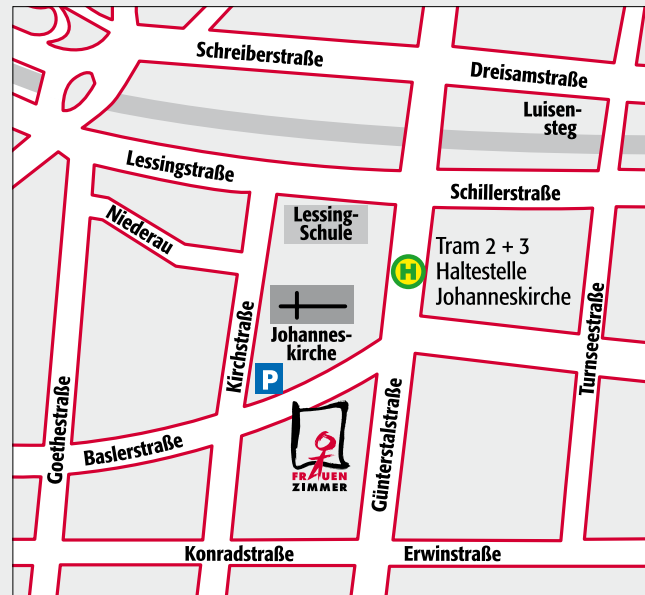 Schreiberstraße
Dreisamstraße
Luisen-
steg
Lessingstraße
Schillerstraße
Niederau
Lessing-
Schule
Tram 2 + 3
Haltestelle
Johanneskirche
H
Johannes-
kirche
Kirchstraße
Turnseestraße
P
Goethestraße
Baslerstraße
Günterstalstraße
FRAUEN
ZIMMER
Konradstraße
Erwinstraße